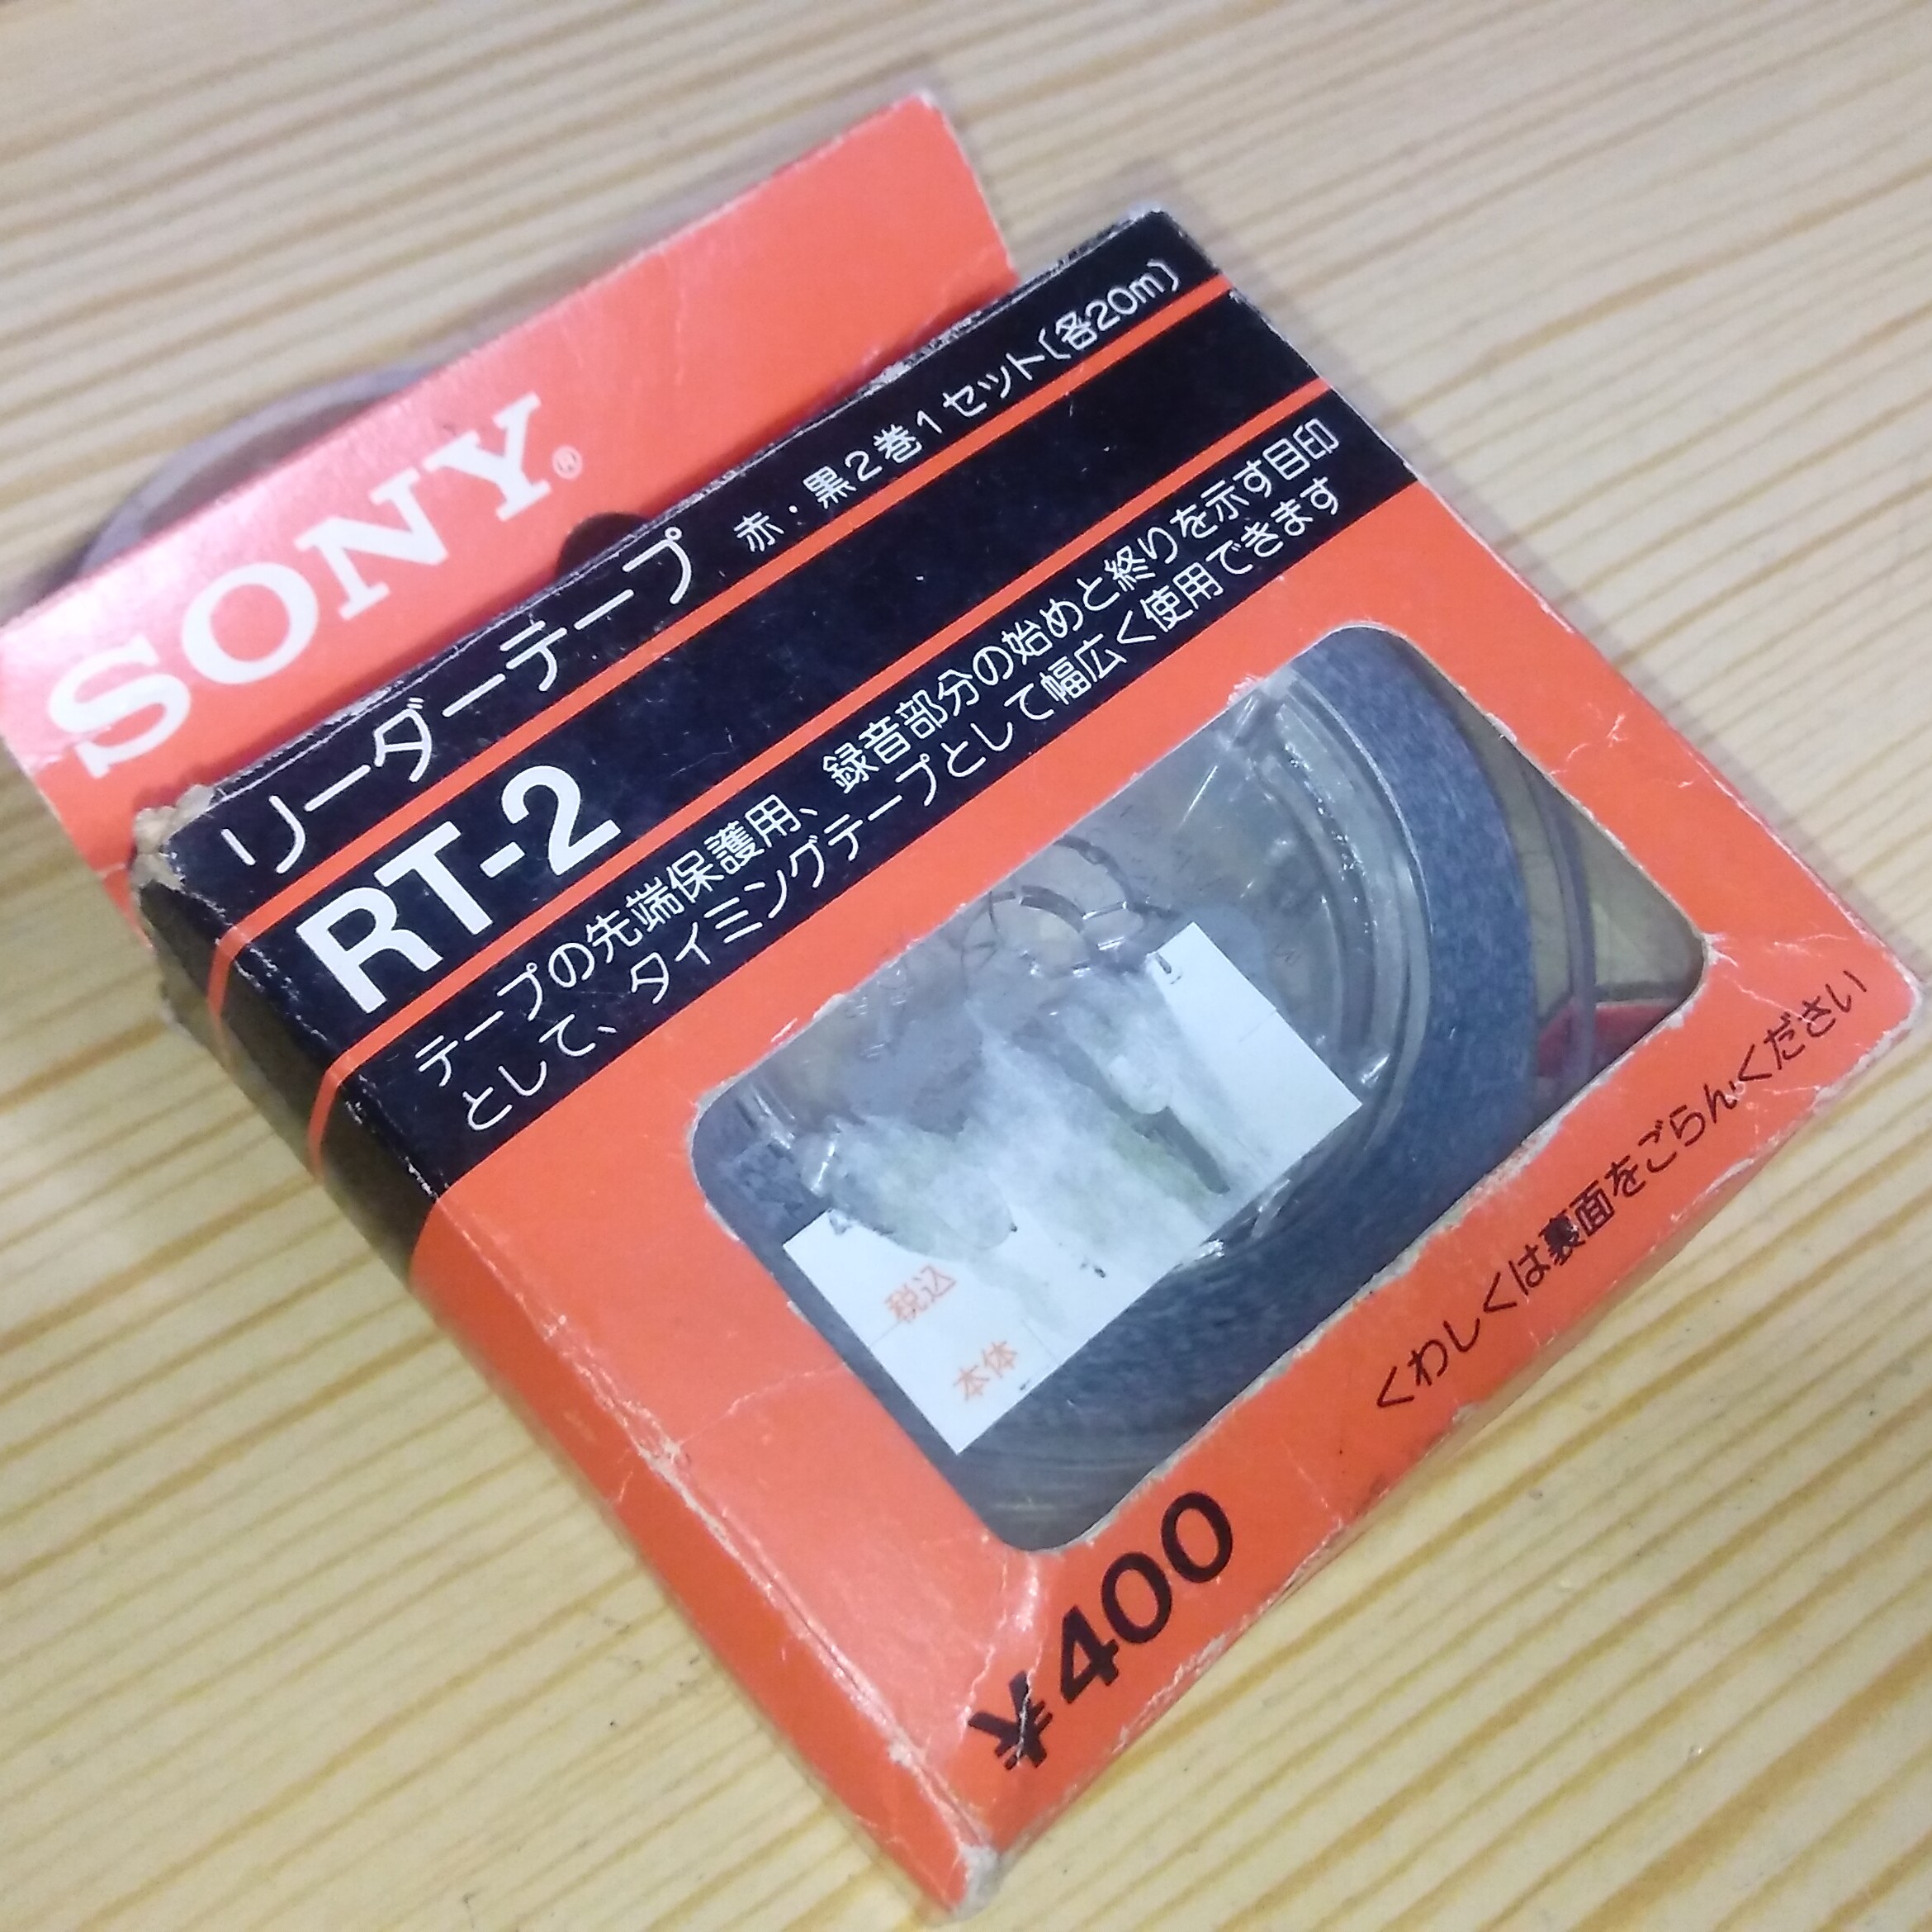 SONY®
リーダーテープ 赤・黒2巻1セット(各20m)
RT-2
テープの先端保護用、録音部分の始めと終りを示す目印
として、タイミングテープとして幅広く使用できます
税込
本体
くわしくは裏面をごらんください
¥400